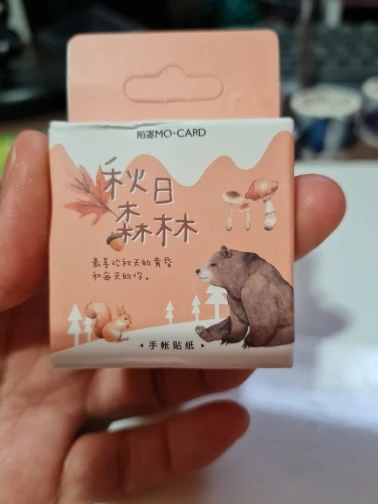 陌墨MO·CARD
秋日
森林
最喜欢秋天的黄昏
和每天的你。
手帐贴纸